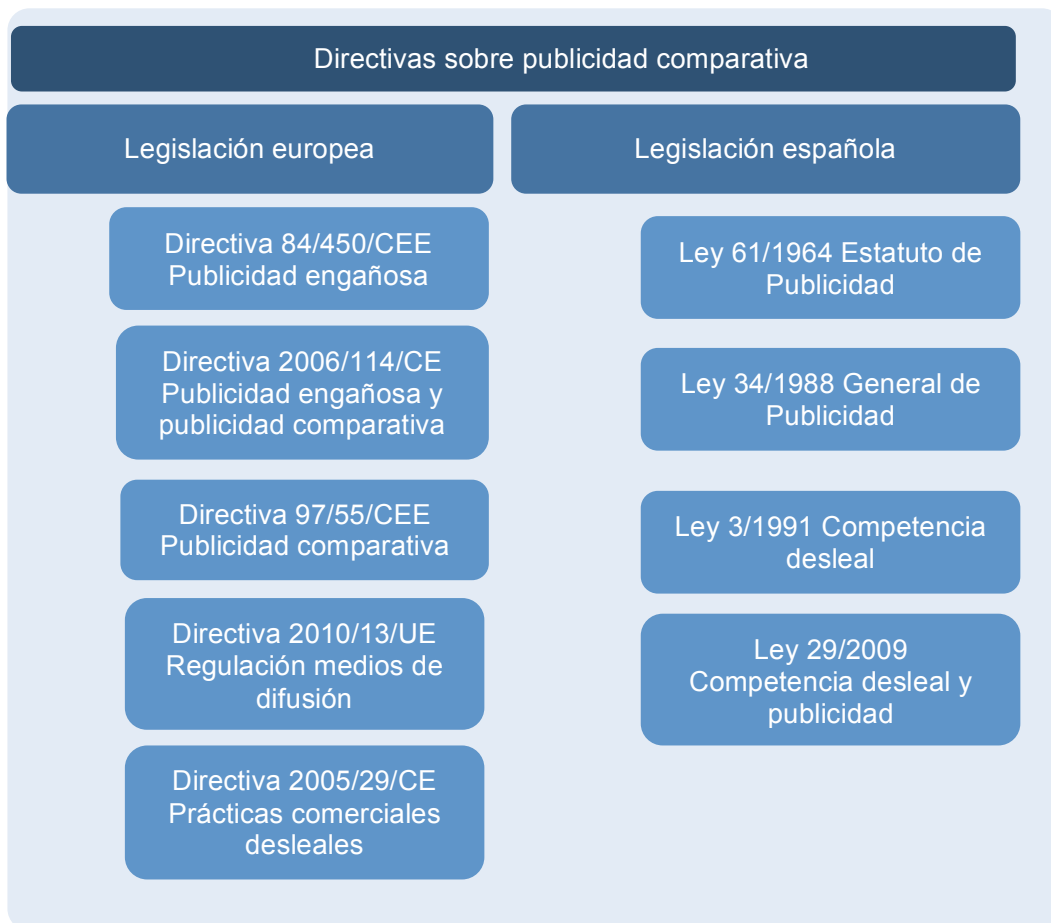 Directivas sobre publicidad comparativa
Legislación europea
Directiva 84/450/CEE
Publicidad engañosa
Directiva 2006/114/CE
Publicidad engañosa y
publicidad comparativa
Directiva 97/55/CEE
Publicidad comparativa
Directiva 2010/13/UE
Regulación medios de
difusión
Directiva 2005/29/CE
Prácticas comerciales
desleales
Legislación española
Ley 61/1964 Estatuto de
Publicidad
Ley 34/1988 General de
Publicidad
Ley 3/1991 Competencia
desleal
Ley 29/2009
Competencia desleal y
publicidad